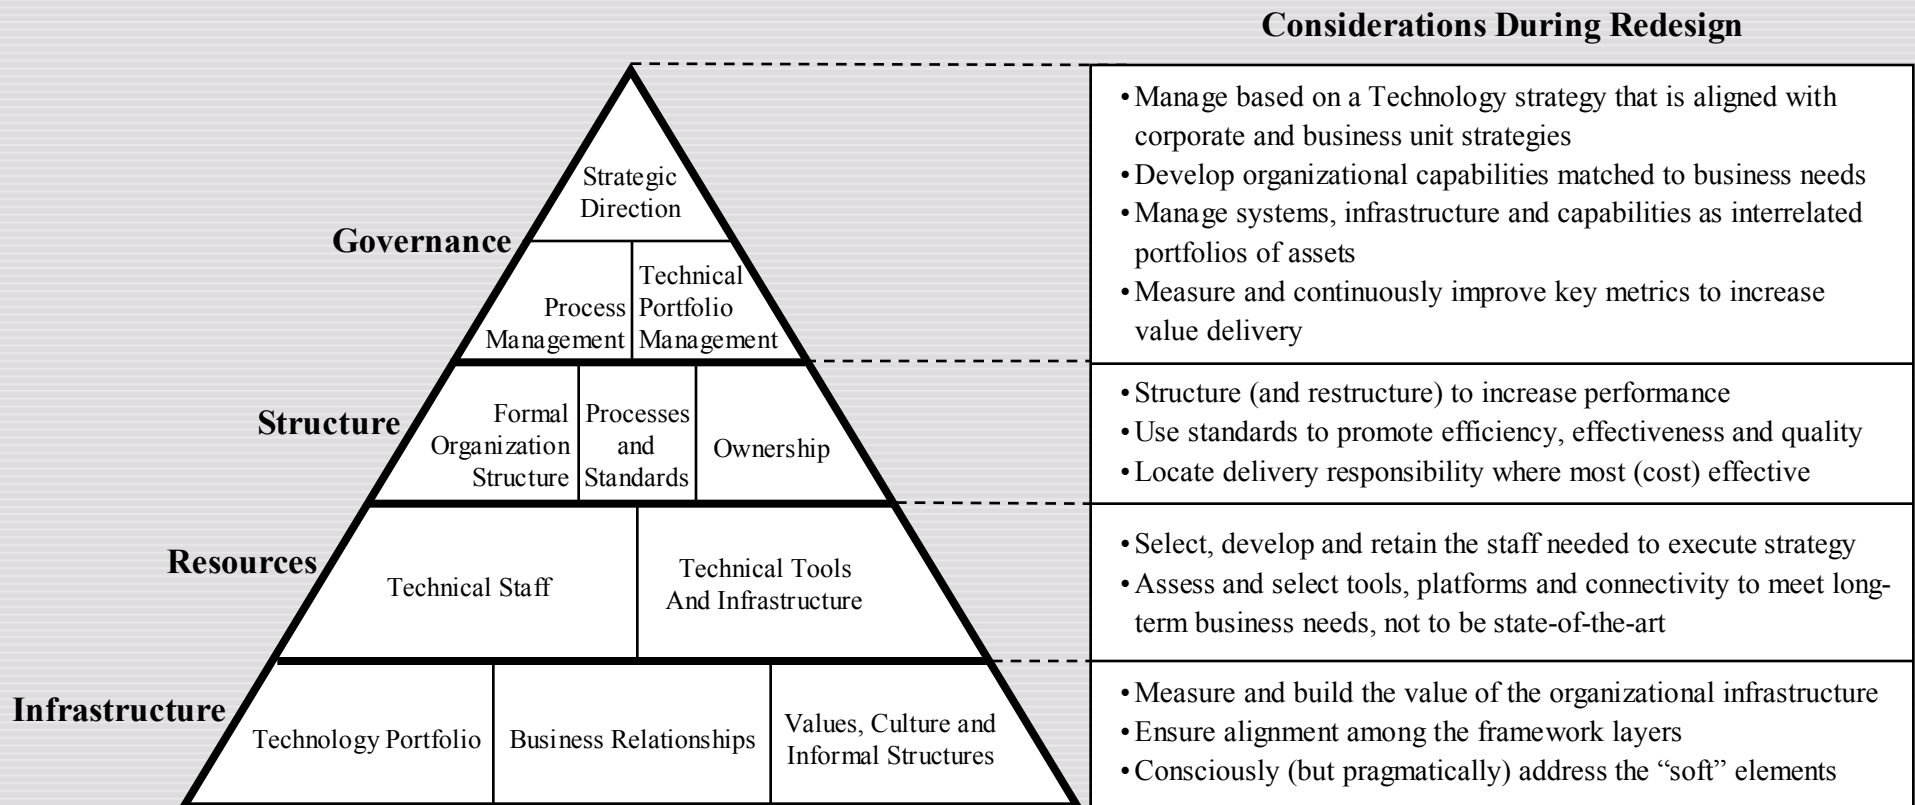 Considerations During Redesign
Strategic
Direction
Governance
Process
Management
Technical
Portfolio
Management
• Manage based on a Technology strategy that is aligned with
corporate and business unit strategies
• Develop organizational capabilities matched to business needs
• Manage systems, infrastructure and capabilities as interrelated
portfolios of assets
• Measure and continuously improve key metrics to increase
value delivery
Structure
Formal
Organization
Structure
Processes
and
Standards
Ownership
• Structure (and restructure) to increase performance
• Use standards to promote efficiency, effectiveness and quality
• Locate delivery responsibility where most (cost) effective
Resources
Technical Staff
Technical Tools
And Infrastructure
• Select, develop and retain the staff needed to execute strategy
• Assess and select tools, platforms and connectivity to meet long-
term business needs, not to be state-of-the-art
Infrastructure
Technology Portfolio
Business Relationships
Values, Culture and
Informal Structures
• Measure and build the value of the organizational infrastructure
• Ensure alignment among the framework layers
• Consciously (but pragmatically) address the “soft” elements